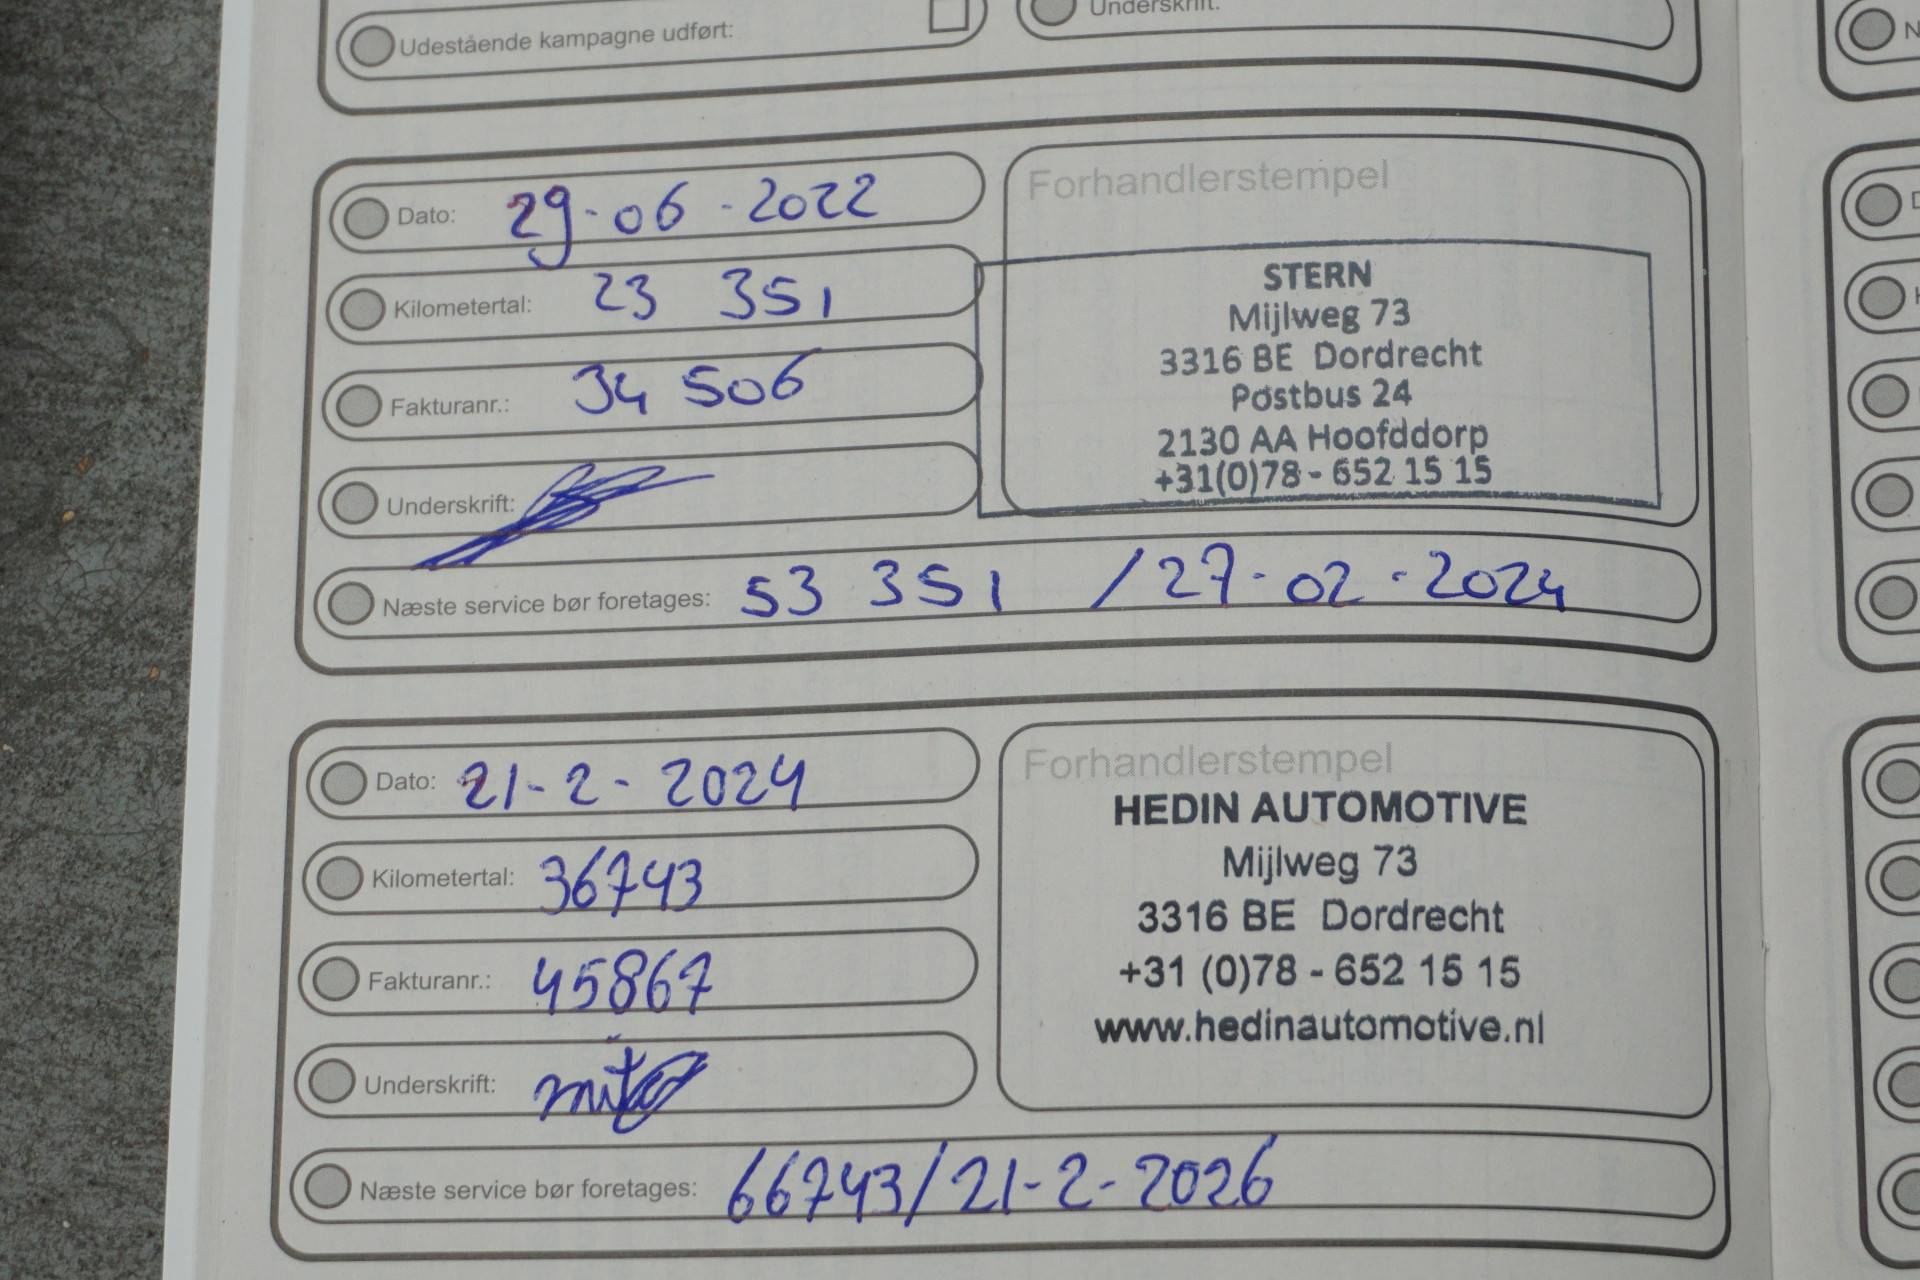 Udestående kampagne udført:
Underskrift:
Dato: 29-06-2022
Kilometertal: 23 351
Fakturanr.: 34 506
Underskrift:
Forhandlerstempel
STERN
Mijlweg 73
3316 BE Dordrecht
Postbus 24
2130 AA Hoofddorp
+31(0)78 - 652 15 15
Næste service bør foretages: 53 351 / 27-02-2024
Dato: 21-2-2024
Kilometertal: 36743
Fakturanr.: 45867
Underskrift:
Forhandlerstempel
HEDIN AUTOMOTIVE
Mijlweg 73
3316 BE Dordrecht
+31 (0)78 - 652 15 15
www.hedinautomotive.nl
Næste service bør foretages: 66743/21-2-2026